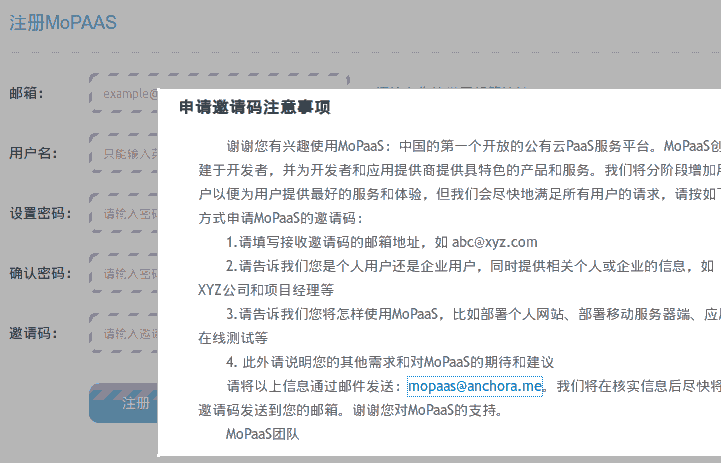 注册MoPAAS
邮箱：
example@
申请邀请码注意事项
谢谢您有兴趣使用MoPaaS：中国的第一个开放的公有云PaaS服务平台。MoPaaS创
用户名：
只能输入英
建于开发者，并为开发者和应用提供商提供具特色的产品和服务。我们将分阶段增加用
户以便为用户提供最好的服务和体验，但我们会尽快地满足所有用户的请求，请按如下
设置密码：
请输入密码
方式申请MoPaaS的邀请码：
1.请填写接收邀请码的邮箱地址，如 abc@xyz.com
确认密码：
请输入密码
2.请告诉我们您是个人用户还是企业用户，同时提供相关个人或企业的信息，如
XYZ公司和项目经理等
3.请告诉我们您将怎样使用MoPaaS，比如部署个人网站、部署移动服务器端、应用
邀请码：
请输入邀请
在线测试等
4. 此外请说明您的其他需求和对MoPaaS的期待和建议
请将以上信息通过邮件发送：mopaas@anchora.me。我们将在核实信息后尽快将
注册
邀请码发送到您的邮箱。谢谢您对MoPaaS的支持。
MoPaaS团队